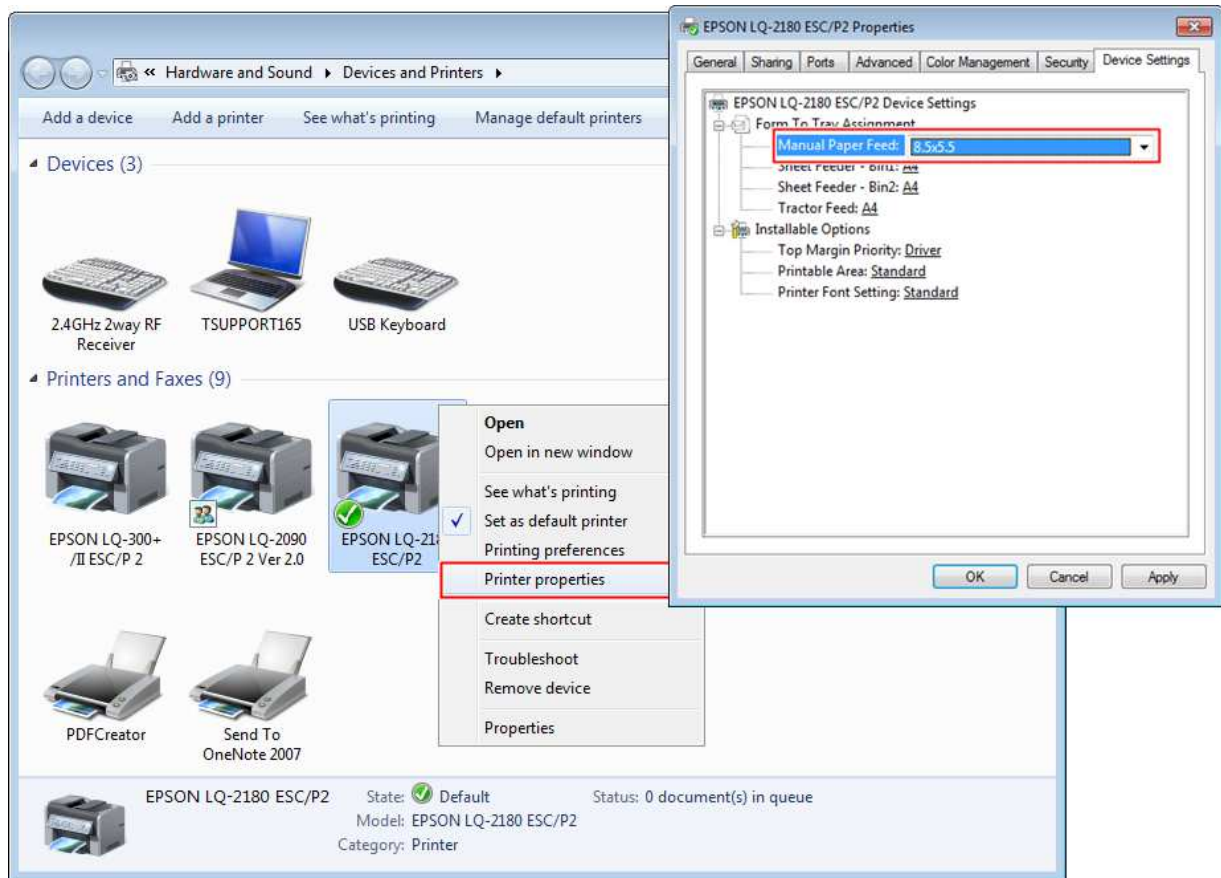 « Hardware and Sound ▸ Devices and Printers ▸
Add a device Add a printer See what's printing Manage default printers
Devices (3)
2.4GHz 2way RF
Receiver
TSUPPORT165
USB Keyboard
Printers and Faxes (9)
EPSON LQ-300+
/II ESC/P 2
EPSON LQ-2090
ESC/P 2 Ver 2.0
EPSON LQ-218
ESC/P2
PDFCreator
Send To
OneNote 2007
Open
Open in new window
See what's printing
Set as default printer
Printing preferences
Printer properties
Create shortcut
Troubleshoot
Remove device
Properties
EPSON LQ-2180 ESC/P2 State: Default Status: 0 document(s) in queue
Model: EPSON LQ-2180 ESC/P2
Category: Printer
EPSON LQ-2180 ESC/P2 Properties
General Sharing Ports Advanced Color Management Security Device Settings
EPSON LQ-2180 ESC/P2 Device Settings
Form To Tray Assignment
Manual Paper Feed: 8.5x5.5
Sheet Feeder - Bin1: A4
Sheet Feeder - Bin2: A4
Tractor Feed: A4
Installable Options
Top Margin Priority: Driver
Printable Area: Standard
Printer Font Setting: Standard
OK Cancel Apply